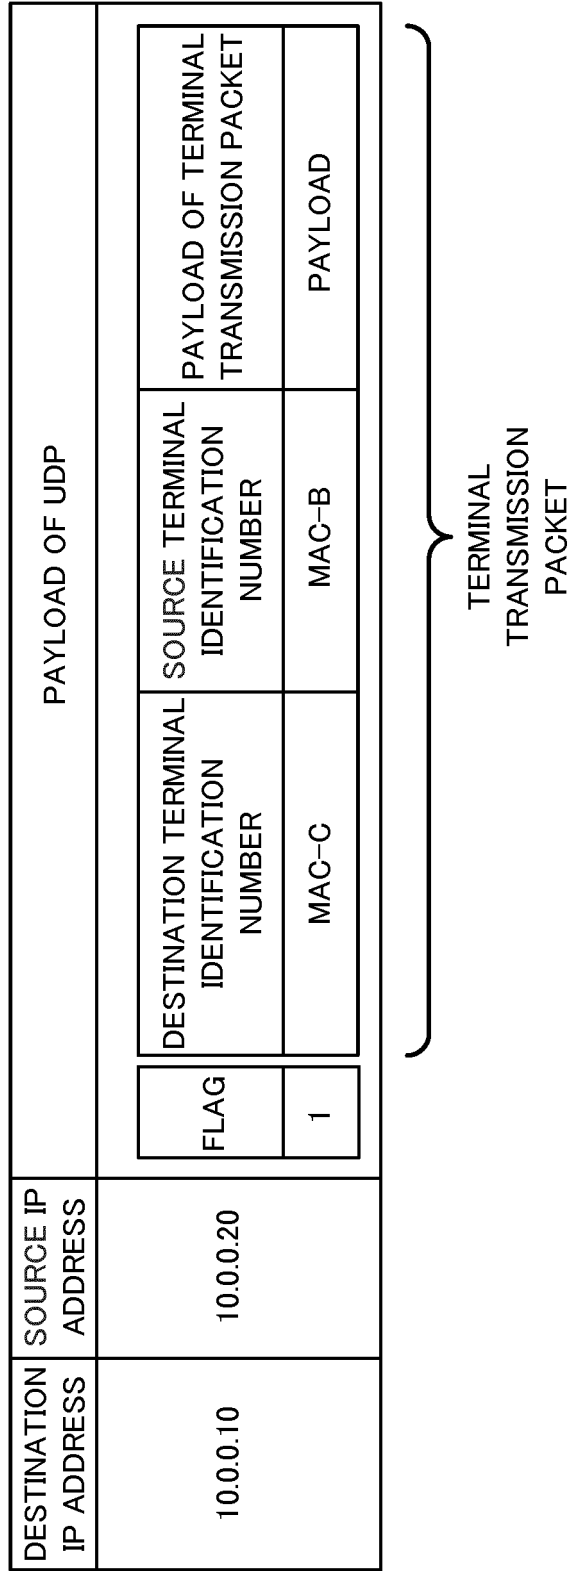 DESTINATION
IP ADDRESS
SOURCE IP
ADDRESS
PAYLOAD OF UDP
10.0.0.10
10.0.0.20
FLAG
1
DESTINATION TERMINAL
IDENTIFICATION
NUMBER
SOURCE TERMINAL
IDENTIFICATION
NUMBER
PAYLOAD OF TERMINAL
TRANSMISSION PACKET
MAC-C
MAC-B
PAYLOAD
TERMINAL
TRANSMISSION
PACKET